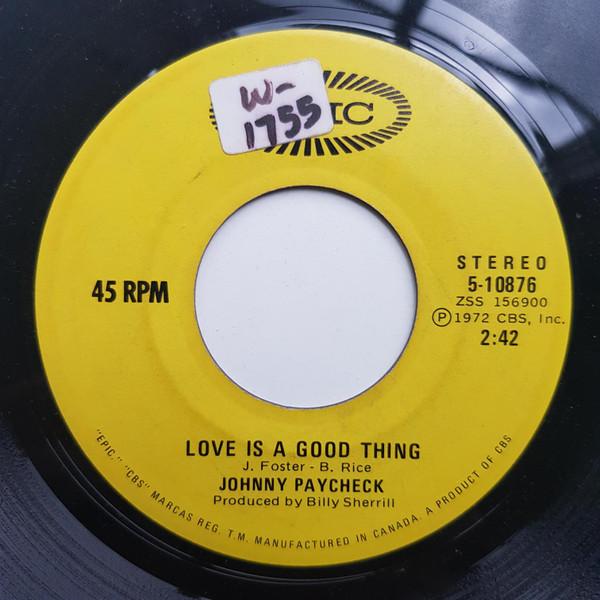 W-
1755
IC
45 RPM
STEREO
5-10876
ZSS 156900
Ⓟ1972 CBS, Inc.
2:42
LOVE IS A GOOD THING
J. Foster - B. Rice
JOHNNY PAYCHECK
Produced by Billy Sherrill
"EPIC," "CBS" MARCAS REG. T.M. MANUFACTURED IN CANADA. A PRODUCT OF CBS